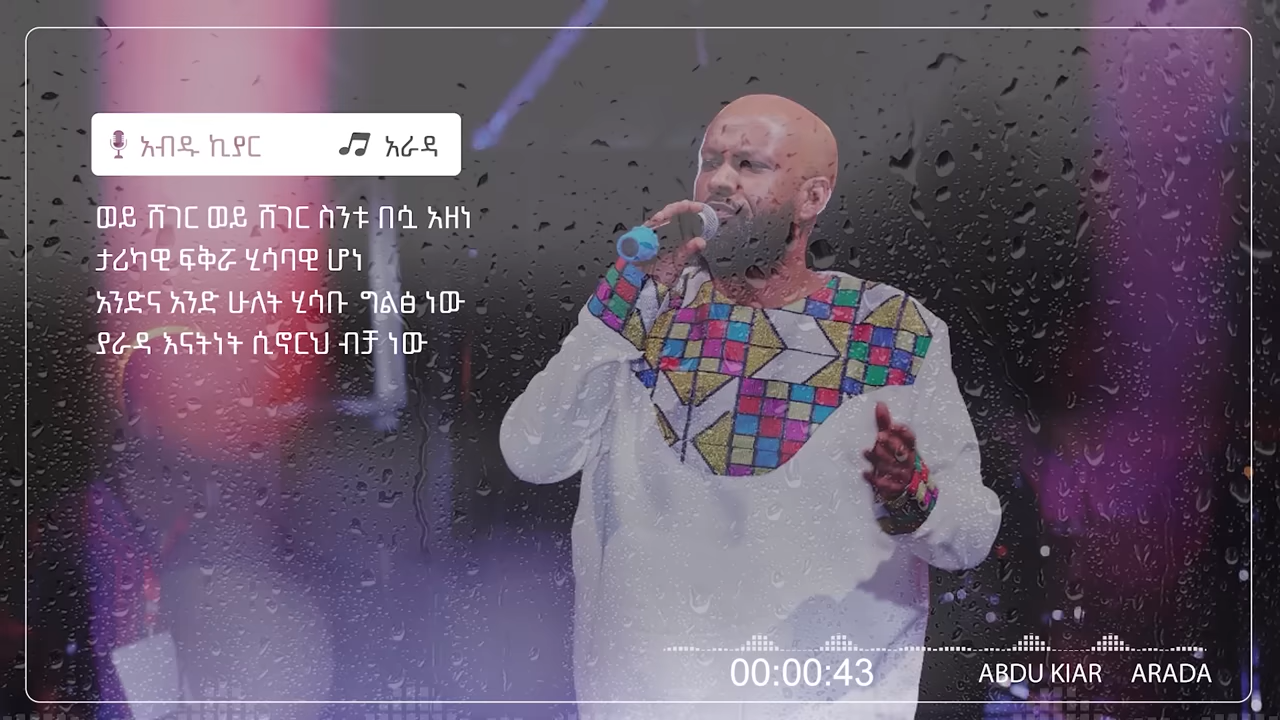 አብዱ ኪያር አራዳ
ወይ ሸገር ወይ ሸገር ስንቱ በሷ አዘነ
ታሪካዊ ፍቅሯ ሂሳባዊ ሆነ
አንድና አንድ ሁለት ሂሳቡ ግልፅ ነው
ያራዳ እናትነት ሲኖርህ ብቻ ነው
00:00:43 ABDU KIAR ARADA